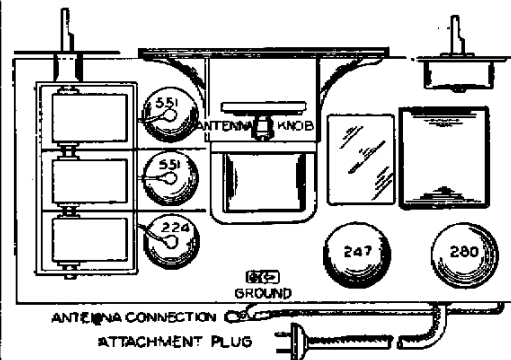 551
ANTENNA KNOB
551
224
247
280
GROUND
ANTENNA CONNECTION
ATTACHMENT PLUG